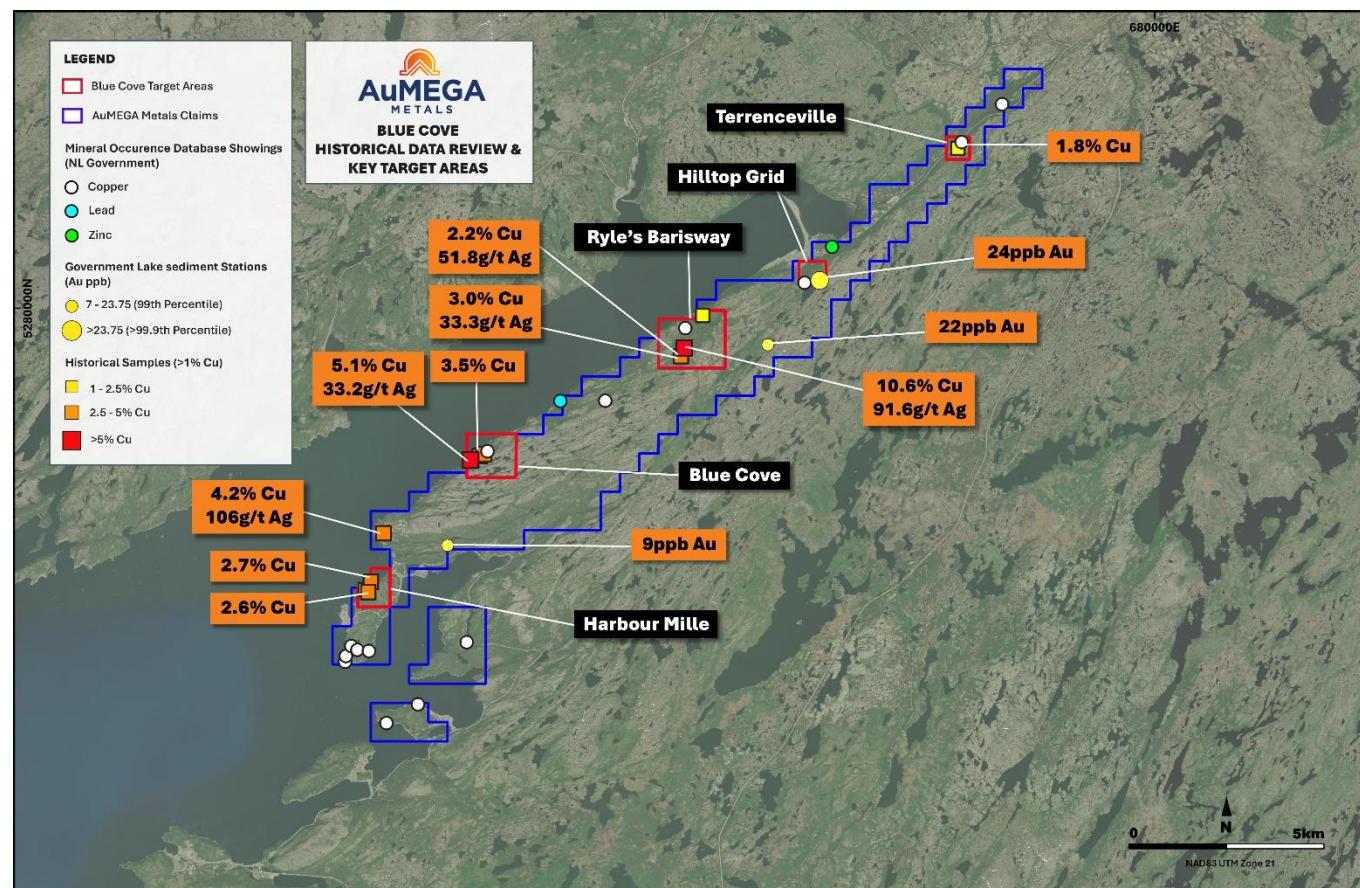 LEGEND
Blue Cove Target Areas
AuMEGA Metals Claims
Mineral Occurence Database Showings
(NL Government)
Copper
Lead
Zinc
Government Lake sediment Stations
(Au ppb)
7 - 23.75 (99th Percentile)
>23.75 (>99.9th Percentile)
Historical Samples (>1% Cu)
1 - 2.5% Cu
2.5 - 5% Cu
>5% Cu
AuMEGA
METALS
BLUE COVE
HISTORICAL DATA REVIEW &
KEY TARGET AREAS
680000E
5280000N
Terrenceville
1.8% Cu
Hilltop Grid
Ryle's Barisway
2.2% Cu
51.8g/t Ag
24ppb Au
3.0% Cu
33.3g/t Ag
22ppb Au
5.1% Cu
33.2g/t Ag
3.5% Cu
10.6% Cu
91.6g/t Ag
Blue Cove
4.2% Cu
106g/t Ag
9ppb Au
2.7% Cu
2.6% Cu
Harbour Mille
N
0 5km
NAD83 UTM Zone 21